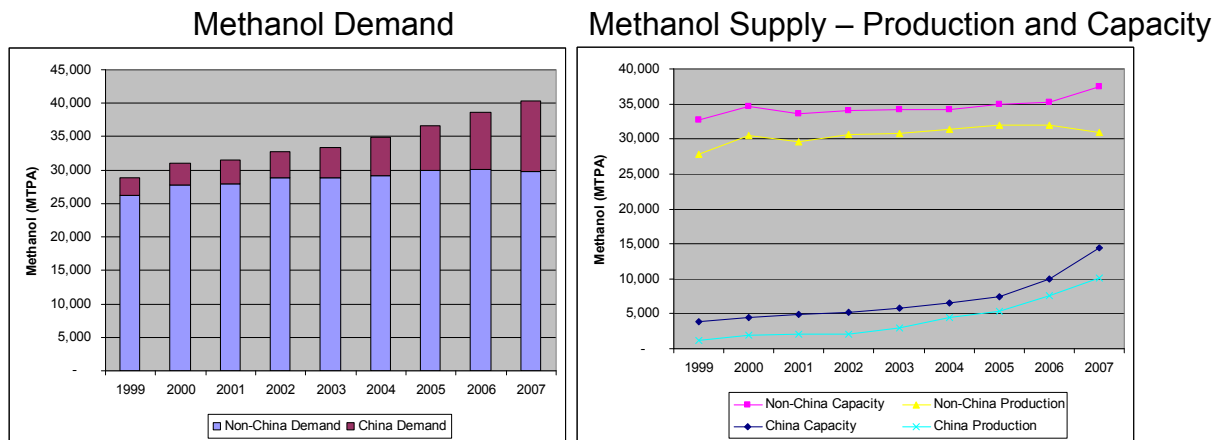 Methanol Demand
Methanol (MTPA)
45,000
40,000
35,000
30,000
25,000
20,000
15,000
10,000
5,000
-
1999 2000 2001 2002 2003 2004 2005 2006 2007
Non-China Demand China Demand
Methanol Supply – Production and Capacity
Methanol (MTPA)
40,000
35,000
30,000
25,000
20,000
15,000
10,000
5,000
-
1999 2000 2001 2002 2003 2004 2005 2006 2007
Non-China Capacity Non-China Production
China Capacity China Production